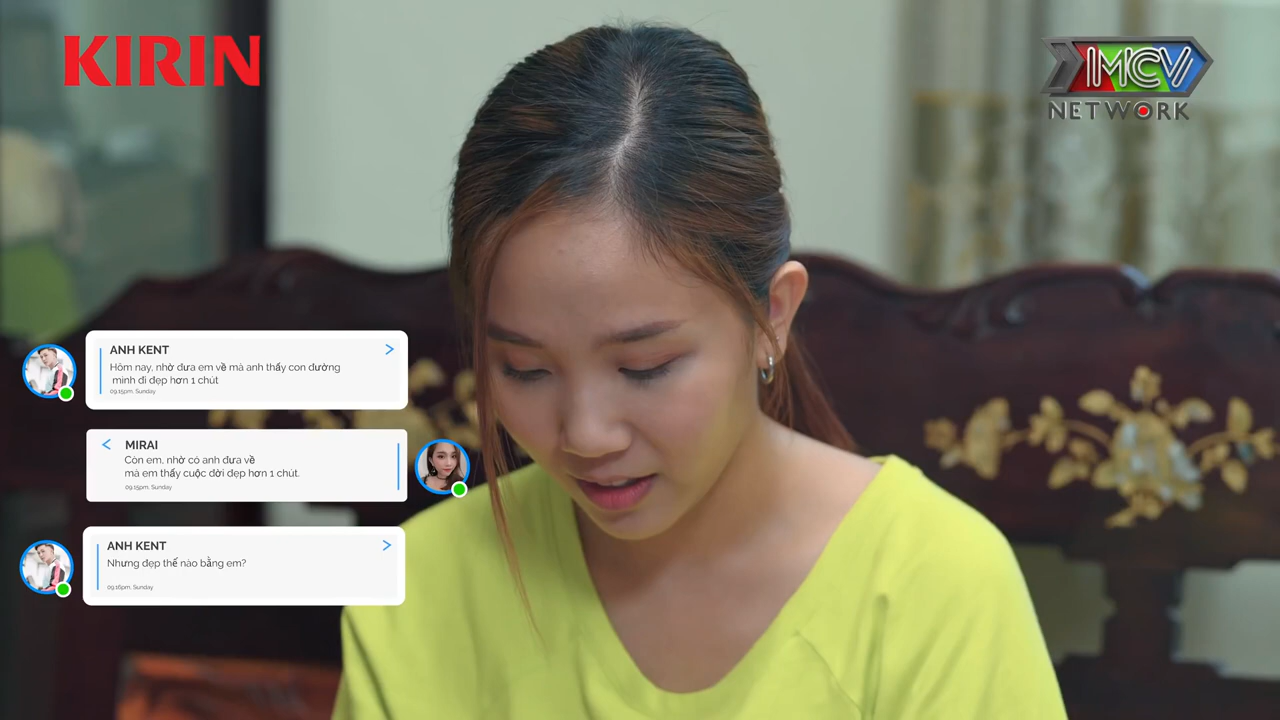 KIRIN
MCV
NETWORK
ANH KENT
Hôm nay, nhờ đưa em về mà anh thấy con đường
mình đi đẹp hơn 1 chút
09:15pm, Sunday
MIRAI
Còn em, nhờ có anh đưa về
mà em thấy cuộc đời đẹp hơn 1 chút.
09:15pm, Sunday
ANH KENT
Nhưng đẹp thế nào bằng em?
09:16pm, Sunday